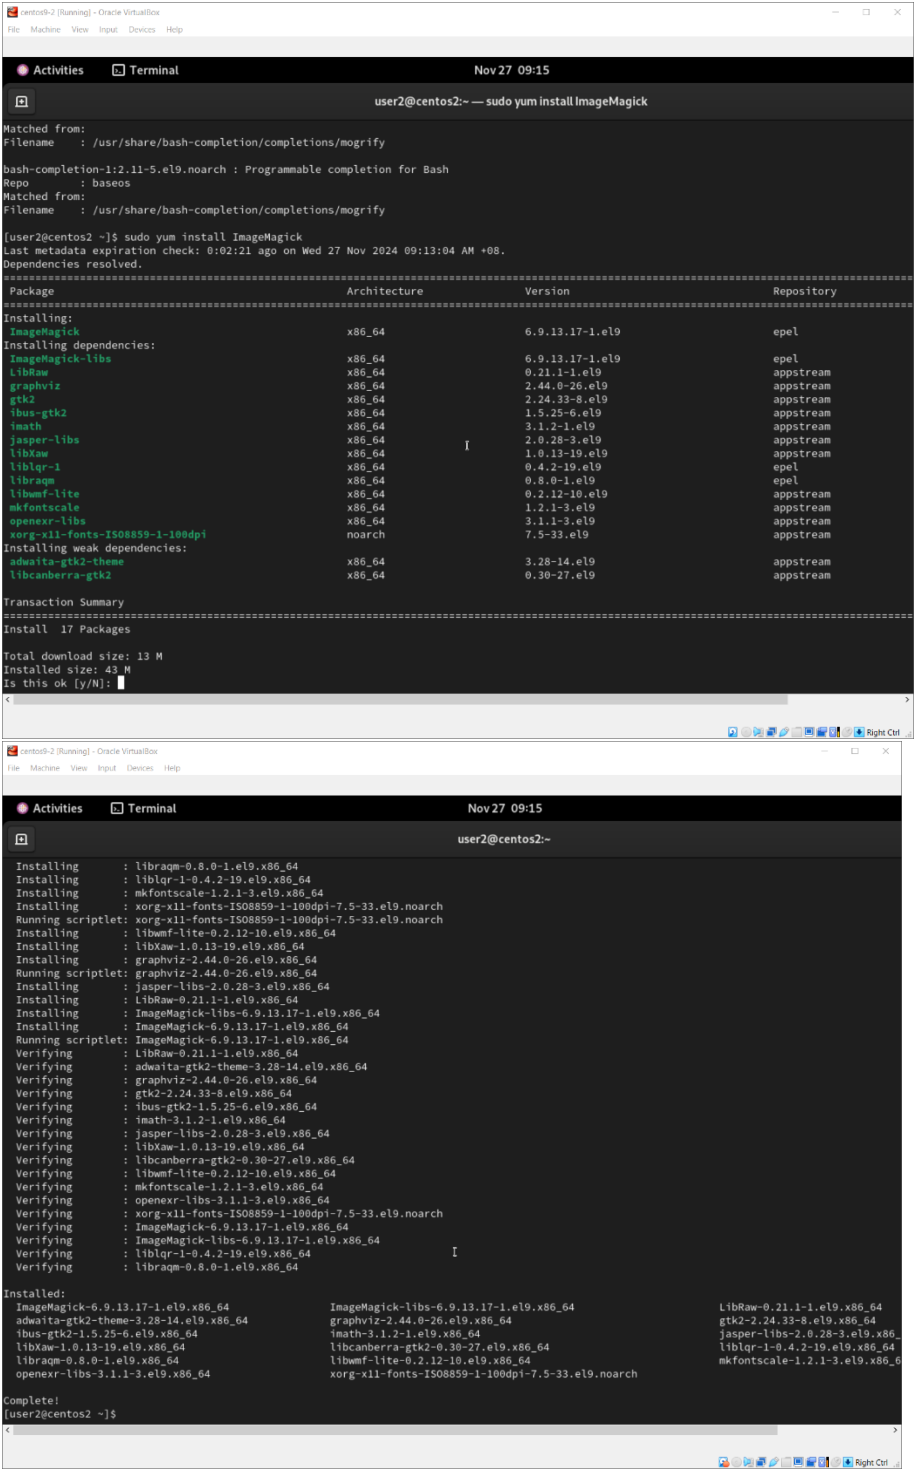 centos9-2 [Running] - Oracle VirtualBox
File Machine View Input Devices Help
Activities Terminal Nov 27 09:15
user2@centos2:~ — sudo yum install ImageMagick
Matched from:
Filename : /usr/share/bash-completion/completions/mogrify
bash-completion-1:2.11-5.el9.noarch : Programmable completion for Bash
Repo : baseos
Matched from:
Filename : /usr/share/bash-completion/completions/mogrify
[user2@centos2 ~]$ sudo yum install ImageMagick
Last metadata expiration check: 0:02:21 ago on Wed 27 Nov 2024 09:13:04 AM +08.
Dependencies resolved.
================================================================================
Package Architecture Version Repository
================================================================================
Installing:
ImageMagick x86_64 6.9.13.17-1.el9 epel
Installing dependencies:
ImageMagick-libs x86_64 6.9.13.17-1.el9 epel
LibRaw x86_64 0.21.1-1.el9 appstream
graphviz x86_64 2.44.0-26.el9 appstream
gtk2 x86_64 2.24.33-8.el9 appstream
ibus-gtk2 x86_64 1.5.25-6.el9 appstream
imath x86_64 3.1.2-1.el9 appstream
jasper-libs x86_64 2.0.28-3.el9 appstream
libXaw x86_64 1.0.13-19.el9 appstream
liblqr-1 x86_64 0.4.2-19.el9 epel
libraqm x86_64 0.8.0-1.el9 epel
libwmf-lite x86_64 0.2.12-10.el9 appstream
mkfontscale x86_64 1.2.1-3.el9 appstream
openexr-libs x86_64 3.1.1-3.el9 appstream
xorg-x11-fonts-ISO8859-1-100dpi noarch 7.5-33.el9 appstream
Installing weak dependencies:
adwaita-gtk2-theme x86_64 3.28-14.el9 appstream
libcanberra-gtk2 x86_64 0.30-27.el9 appstream
Transaction Summary
================================================================================
Install 17 Packages
Total download size: 13 M
Installed size: 43 M
Is this ok [y/N]:
Right Ctrl
centos9-2 [Running] - Oracle VirtualBox
File Machine View Input Devices Help
Activities Terminal Nov 27 09:15
user2@centos2:~
Installing : libraqm-0.8.0-1.el9.x86_64
Installing : liblqr-1-0.4.2-19.el9.x86_64
Installing : mkfontscale-1.2.1-3.el9.x86_64
Installing : xorg-x11-fonts-ISO8859-1-100dpi-7.5-33.el9.noarch
Running scriptlet: xorg-x11-fonts-ISO8859-1-100dpi-7.5-33.el9.noarch
Installing : libwmf-lite-0.2.12-10.el9.x86_64
Installing : libXaw-1.0.13-19.el9.x86_64
Installing : graphviz-2.44.0-26.el9.x86_64
Running scriptlet: graphviz-2.44.0-26.el9.x86_64
Installing : jasper-libs-2.0.28-3.el9.x86_64
Installing : LibRaw-0.21.1-1.el9.x86_64
Installing : ImageMagick-libs-6.9.13.17-1.el9.x86_64
Installing : ImageMagick-6.9.13.17-1.el9.x86_64
Running scriptlet: ImageMagick-6.9.13.17-1.el9.x86_64
Verifying : LibRaw-0.21.1-1.el9.x86_64
Verifying : adwaita-gtk2-theme-3.28-14.el9.x86_64
Verifying : graphviz-2.44.0-26.el9.x86_64
Verifying : gtk2-2.24.33-8.el9.x86_64
Verifying : ibus-gtk2-1.5.25-6.el9.x86_64
Verifying : imath-3.1.2-1.el9.x86_64
Verifying : jasper-libs-2.0.28-3.el9.x86_64
Verifying : libXaw-1.0.13-19.el9.x86_64
Verifying : libcanberra-gtk2-0.30-27.el9.x86_64
Verifying : libwmf-lite-0.2.12-10.el9.x86_64
Verifying : mkfontscale-1.2.1-3.el9.x86_64
Verifying : openexr-libs-3.1.1-3.el9.x86_64
Verifying : xorg-x11-fonts-ISO8859-1-100dpi-7.5-33.el9.noarch
Verifying : ImageMagick-6.9.13.17-1.el9.x86_64
Verifying : ImageMagick-libs-6.9.13.17-1.el9.x86_64
Verifying : liblqr-1-0.4.2-19.el9.x86_64
Verifying : libraqm-0.8.0-1.el9.x86_64
Installed:
ImageMagick-6.9.13.17-1.el9.x86_64 ImageMagick-libs-6.9.13.17-1.el9.x86_64 LibRaw-0.21.1-1.el9.x86_64
adwaita-gtk2-theme-3.28-14.el9.x86_64 graphviz-2.44.0-26.el9.x86_64 gtk2-2.24.33-8.el9.x86_64
ibus-gtk2-1.5.25-6.el9.x86_64 imath-3.1.2-1.el9.x86_64 jasper-libs-2.0.28-3.el9.x86_
libXaw-1.0.13-19.el9.x86_64 libcanberra-gtk2-0.30-27.el9.x86_64 liblqr-1-0.4.2-19.el9.x86_64
libraqm-0.8.0-1.el9.x86_64 libwmf-lite-0.2.12-10.el9.x86_64 mkfontscale-1.2.1-3.el9.x86_6
openexr-libs-3.1.1-3.el9.x86_64 xorg-x11-fonts-ISO8859-1-100dpi-7.5-33.el9.noarch
Complete!
[user2@centos2 ~]$
Right Ctrl